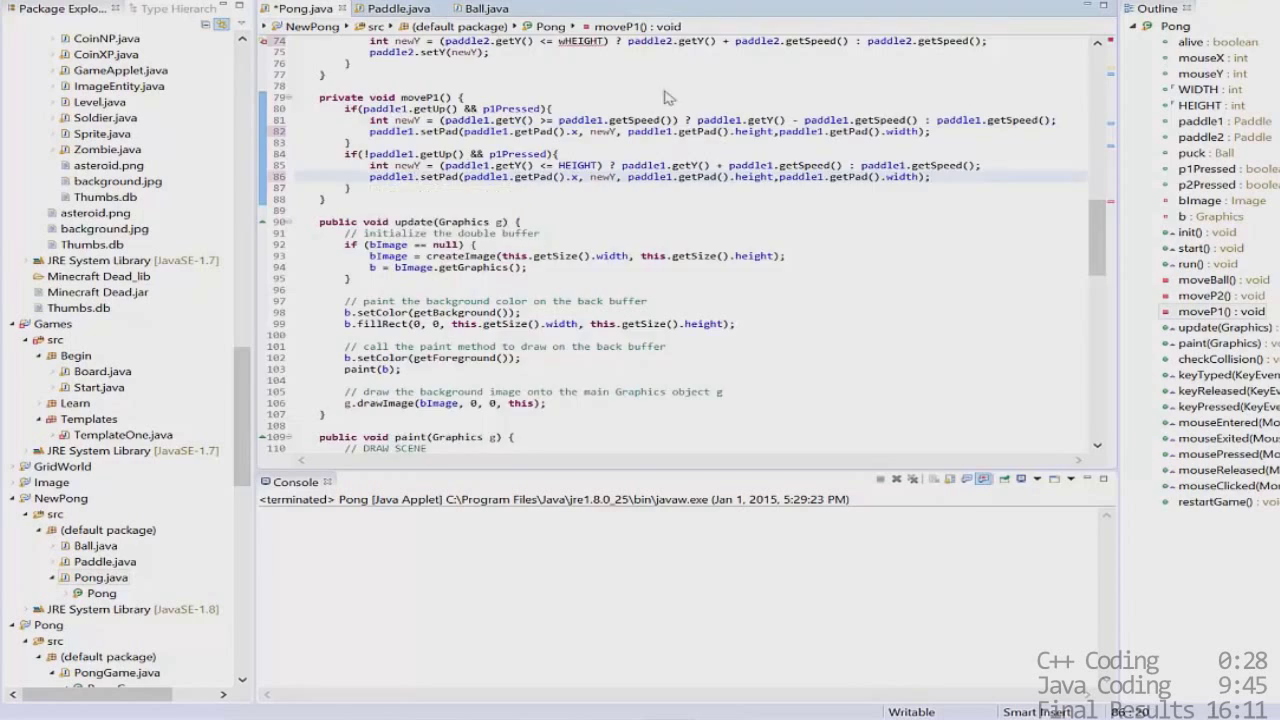 Package Explo...
Type Hierarch
CoinNP.java
CoinXP.java
GameApplet.java
ImageEntity.java
Level.java
Soldier.java
Sprite.java
Zombie.java
asteroid.png
background.jpg
Thumbs.db
asteroid.png
background.jpg
Thumbs.db
JRE System Library [JavaSE-1.7]
Minecraft Dead_lib
Minecraft Dead.jar
Thumbs.db
Games
src
Begin
Board.java
Start.java
Learn
Templates
TemplateOne.java
JRE System Library [JavaSE-1.7]
GridWorld
Image
NewPong
src
(default package)
Ball.java
Paddle.java
Pong.java
Pong
JRE System Library [JavaSE-1.8]
Pong
src
(default package)
PongGame.java
*Pong.java
Paddle.java
Ball.java
NewPong
src
(default package)
Pong
moveP1() : void
74 int newY = (paddle2.getY() <= wHEIGHT) ? paddle2.getY() + paddle2.getSpeed() : paddle2.getSpeed();
75 paddle2.setY(newY);
76 }
77 }
78
79 private void moveP1() {
80 if(paddle1.getUp() && p1Pressed){
81 int newY = (paddle1.getY() >= paddle1.getSpeed()) ? paddle1.getY() - paddle1.getSpeed() : paddle1.getSpeed();
82 paddle1.setPad(paddle1.getPad().x, newY, paddle1.getPad().height,paddle1.getPad().width);
83 }
84 if(!paddle1.getUp() && p1Pressed){
85 int newY = (paddle1.getY() <= HEIGHT) ? paddle1.getY() + paddle1.getSpeed() : paddle1.getSpeed();
86 paddle1.setPad(paddle1.getPad().x, newY, paddle1.getPad().height,paddle1.getPad().width);
87 }
88 }
89
90 public void update(Graphics g) {
91 // initialize the double buffer
92 if (bImage == null) {
93 bImage = createImage(this.getSize().width, this.getSize().height);
94 b = bImage.getGraphics();
95 }
96
97 // paint the background color on the back buffer
98 b.setColor(getBackground());
99 b.fillRect(0, 0, this.getSize().width, this.getSize().height);
100
101 // call the paint method to draw on the back buffer
102 b.setColor(getForeground());
103 paint(b);
104
105 // draw the background image onto the main Graphics object g
106 g.drawImage(bImage, 0, 0, this);
107 }
108
109 public void paint(Graphics g) {
110 // DRAW SCENE
Console
<terminated> Pong [Java Applet] C:\Program Files\Java\jre1.8.0_25\bin\javaw.exe (Jan 1, 2015, 5:29:23 PM)
Outline
Pong
alive : boolean
mouseX : int
mouseY : int
WIDTH : int
HEIGHT : int
paddle1 : Paddle
paddle2 : Paddle
puck : Ball
p1Pressed : boolean
p2Pressed : boolean
bImage : Image
b : Graphics
init() : void
start() : void
run() : void
moveBall() : void
moveP2() : void
moveP1() : void
update(Graphics) :
paint(Graphics) : void
checkCollision() : void
keyTyped(KeyEven
keyReleased(KeyEv
keyPressed(KeyEve
mouseEntered(Mou
mouseExited(Mous
mousePressed(Mou
mouseReleased(Mo
mouseClicked(Mou
restartGame() : void
C++ Coding 0:28
Java Coding 9:45
Final Results 16:11
Writable
Smart Insert